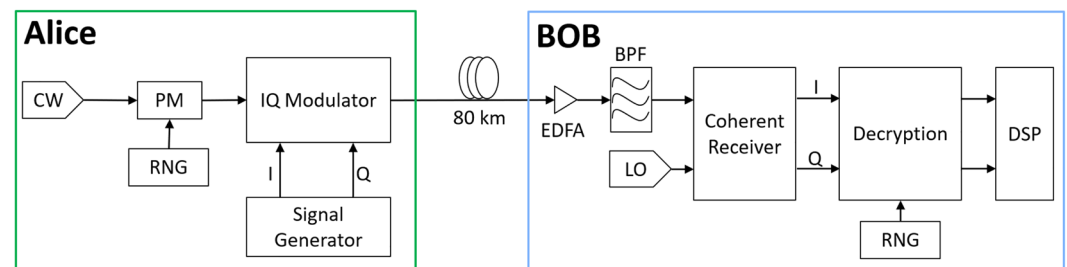 Alice
CW
PM
RNG
IQ Modulator
I
Q
Signal
Generator
80 km
BOB
EDFA
BPF
LO
Coherent
Receiver
I
Q
Decryption
RNG
DSP